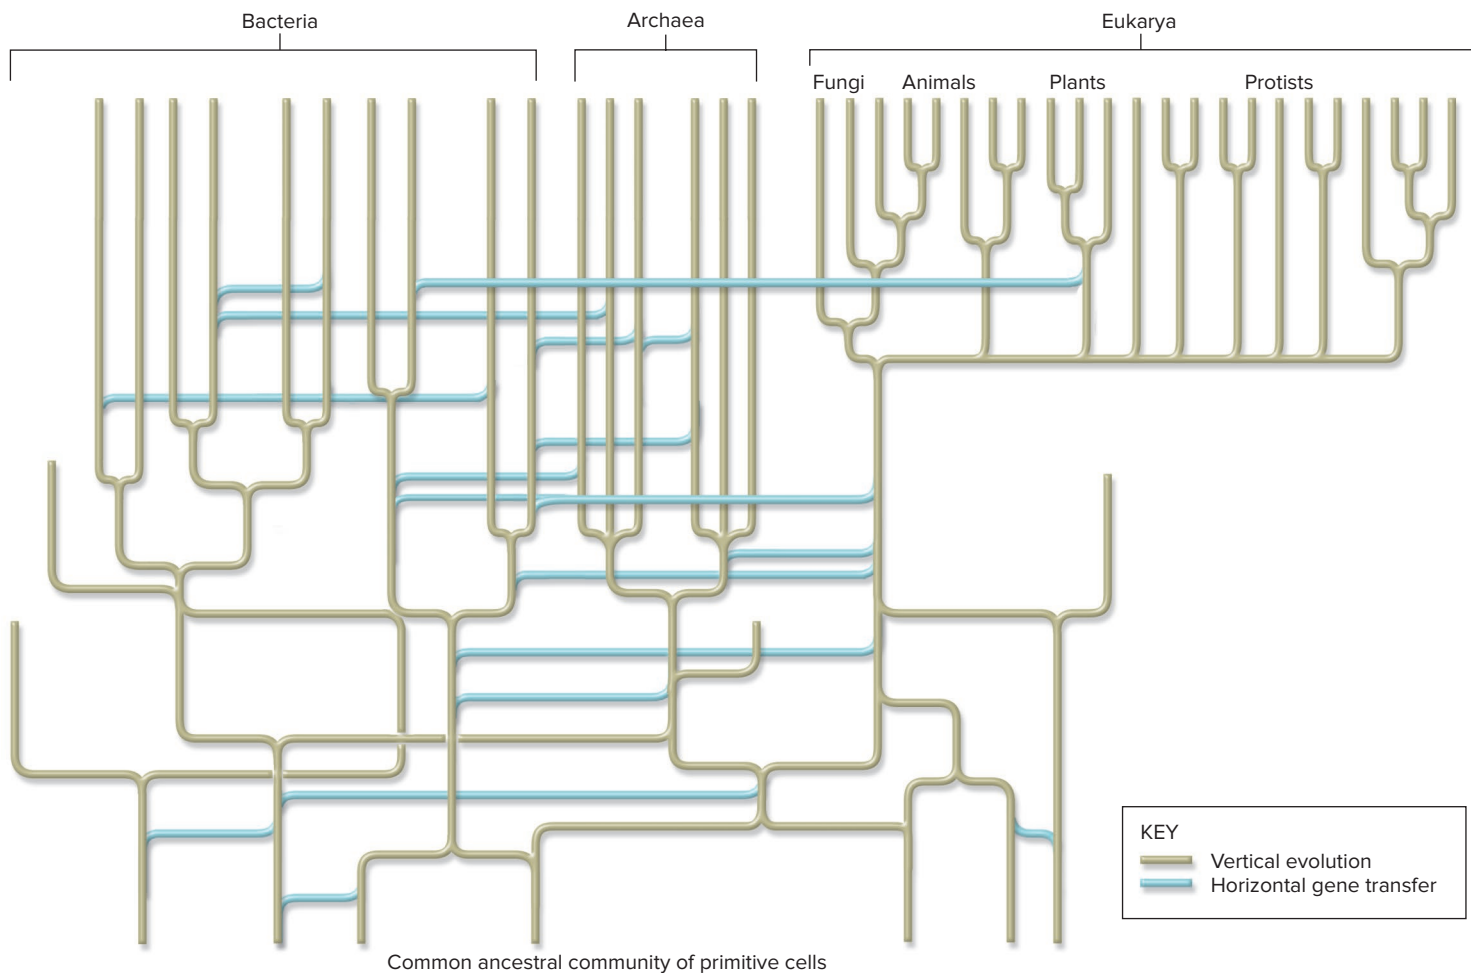 Bacteria
Archaea
Eukarya
Fungi
Animals
Plants
Protists
KEY
Vertical evolution
Horizontal gene transfer
Common ancestral community of primitive cells